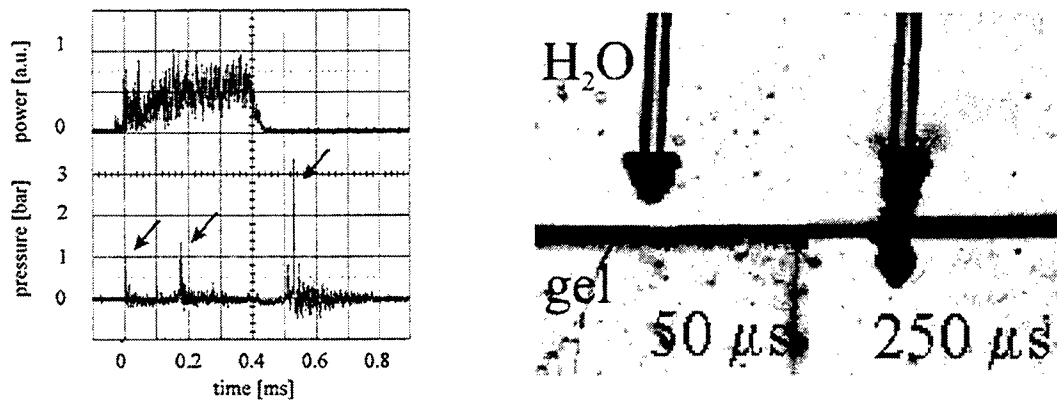 power [a.u.]
1
0
pressure [bar]
3
2
1
0
0
0.2
0.4
0.6
0.8
time [ms]
H₂O
gel
50 µs
250 µs